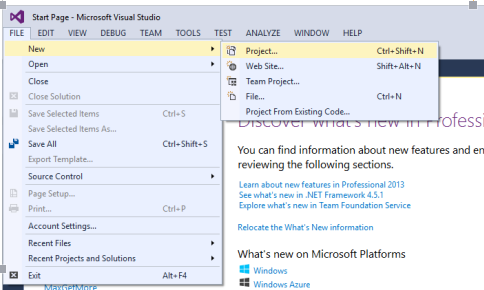 Start Page - Microsoft Visual Studio
FILE EDIT VIEW DEBUG TEAM TOOLS TEST ANALYZE WINDOW HELP
New
Open
Close
Close Solution
Save Selected Items Ctrl+S
Save Selected Items As...
Save All Ctrl+Shift+S
Export Template...
Source Control
Page Setup...
Print... Ctrl+P
Account Settings...
Recent Files
Recent Projects and Solutions
Exit Alt+F4
Project... Ctrl+Shift+N
Web Site... Shift+Alt+N
Team Project...
File... Ctrl+N
Project From Existing Code...
Discover what's new in Professi
You can find information about new features and en
reviewing the following sections.
Learn about new features in Professional 2013
See what's new in .NET Framework 4.5.1
Explore what's new in Team Foundation Service
Relocate the What's New information
What's new on Microsoft Platforms
Windows
Windows Azure
MaxGetMore